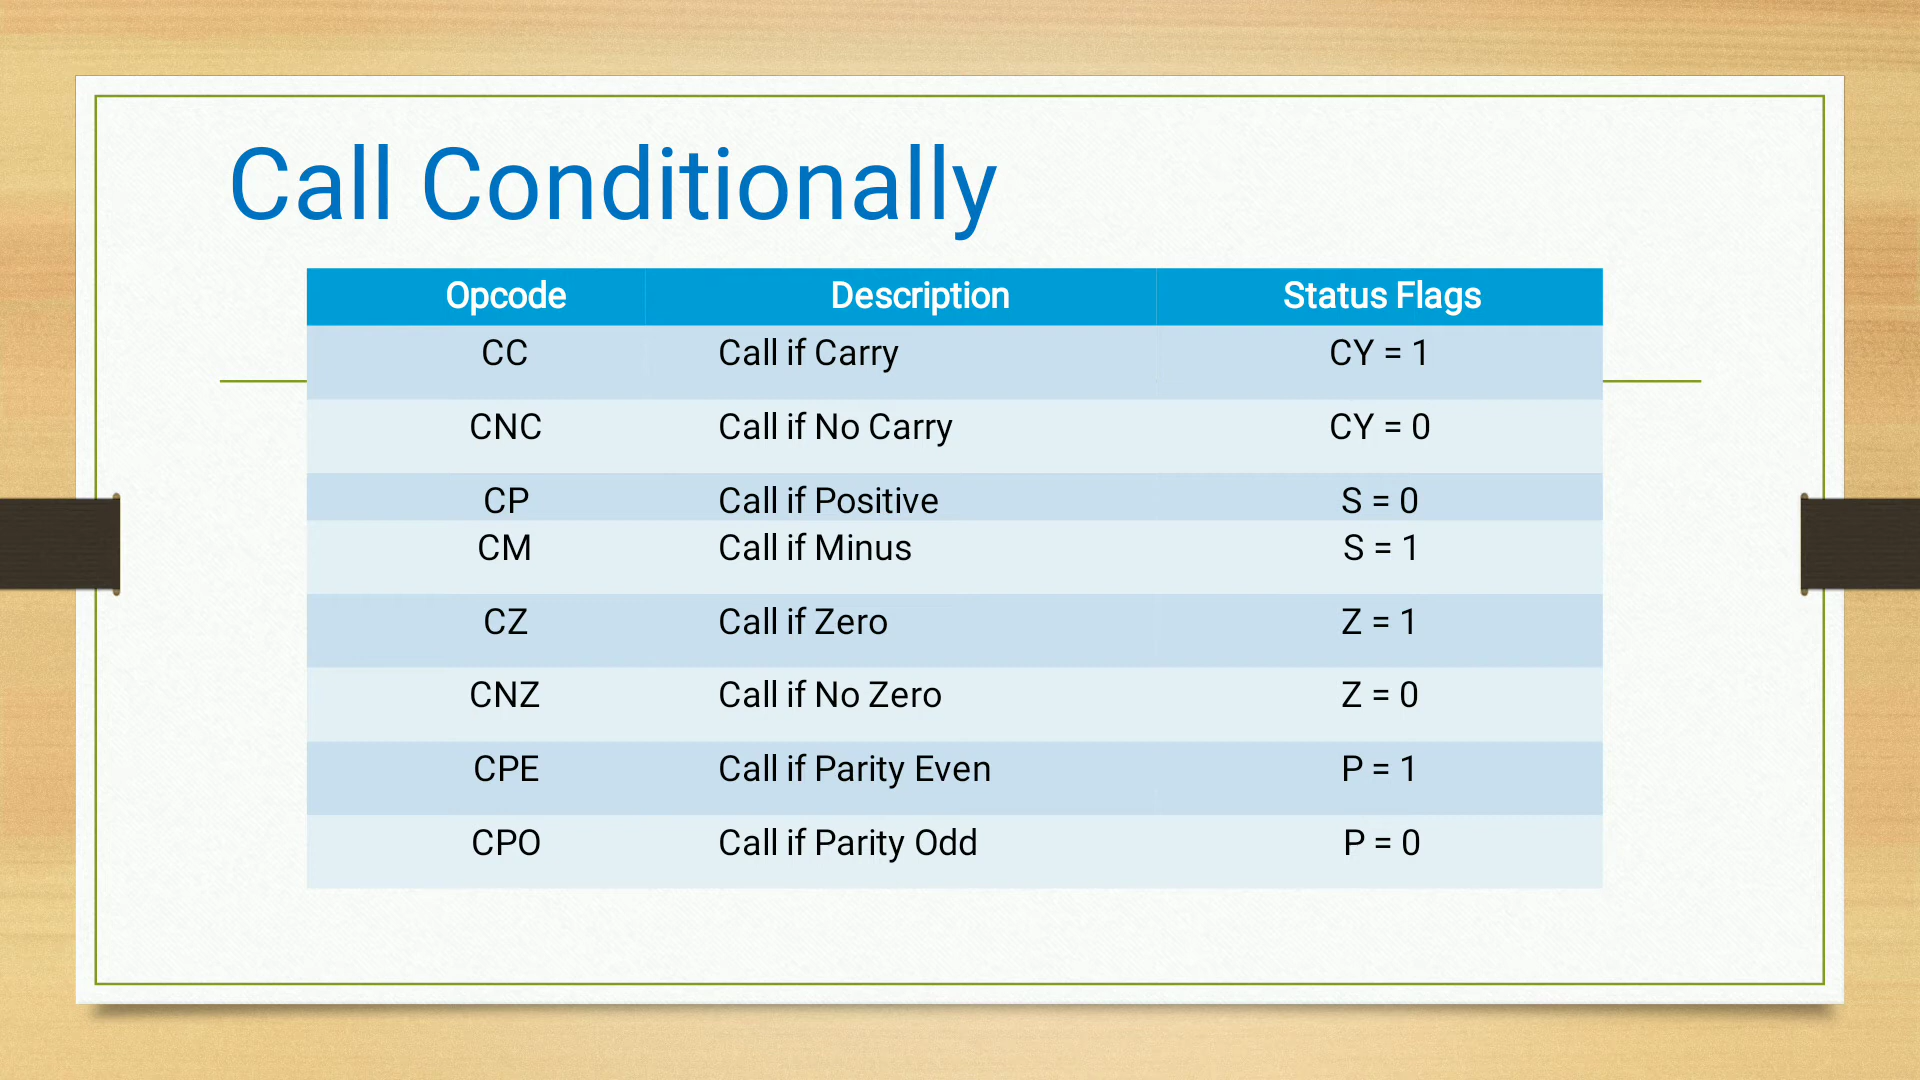 Call Conditionally
Opcode Description Status Flags
CC Call if Carry CY = 1
CNC Call if No Carry CY = 0
CP Call if Positive S = 0
CM Call if Minus S = 1
CZ Call if Zero Z = 1
CNZ Call if No Zero Z = 0
CPE Call if Parity Even P = 1
CPO Call if Parity Odd P = 0